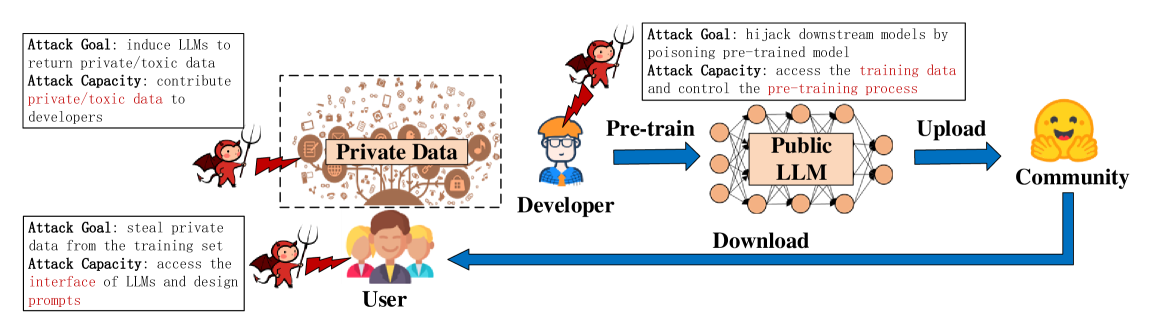 Attack Goal: induce LLMs to
return private/toxic data
Attack Capacity: contribute
private/toxic data to
developers
Attack Goal: hijack downstream models by
poisoning pre-trained model
Attack Capacity: access the training data
and control the pre-training process
Private Data
Developer
Pre-train
Public
LLM
Upload
Community
Download
Attack Goal: steal private
data from the training set
Attack Capacity: access the
interface of LLMs and design
prompts
User